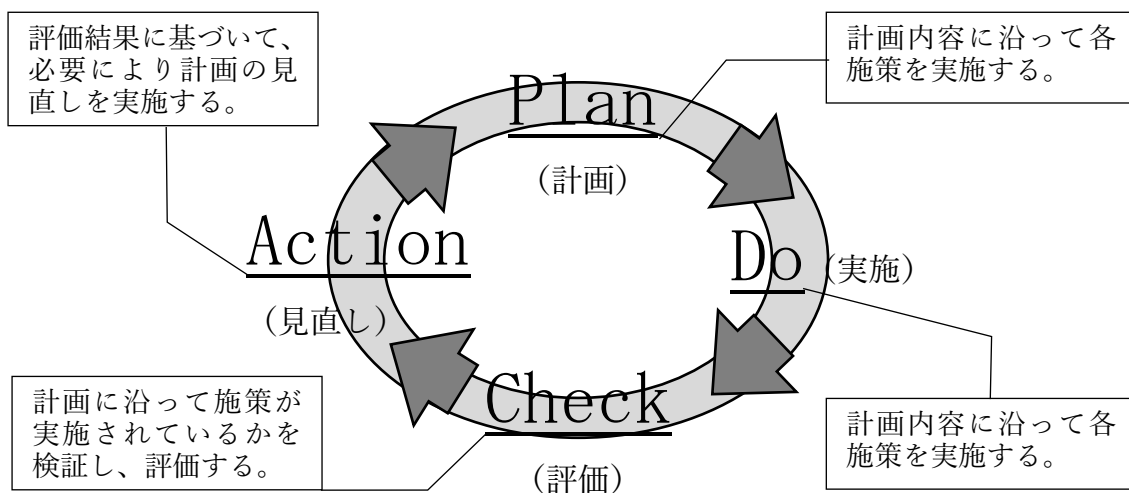 評価結果に基づいて、
必要により計画の見
直しを実施する。
計画内容に沿って各
施策を実施する。
Plan
（計画）
Action
（見直し）
Do（実施）
計画に沿って施策が
実施されているかを
検証し、評価する。
Check
（評価）
計画内容に沿って各
施策を実施する。